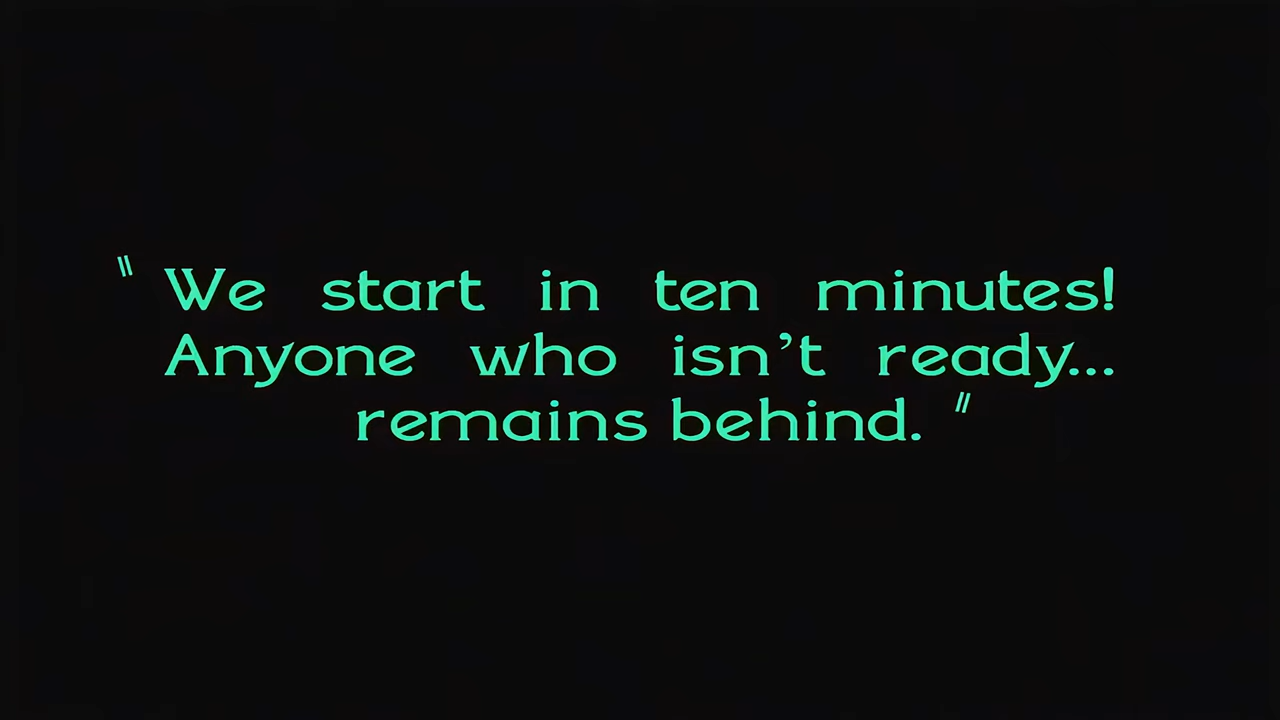 " We start in ten minutes!
Anyone who isn’t ready...
remains behind. "